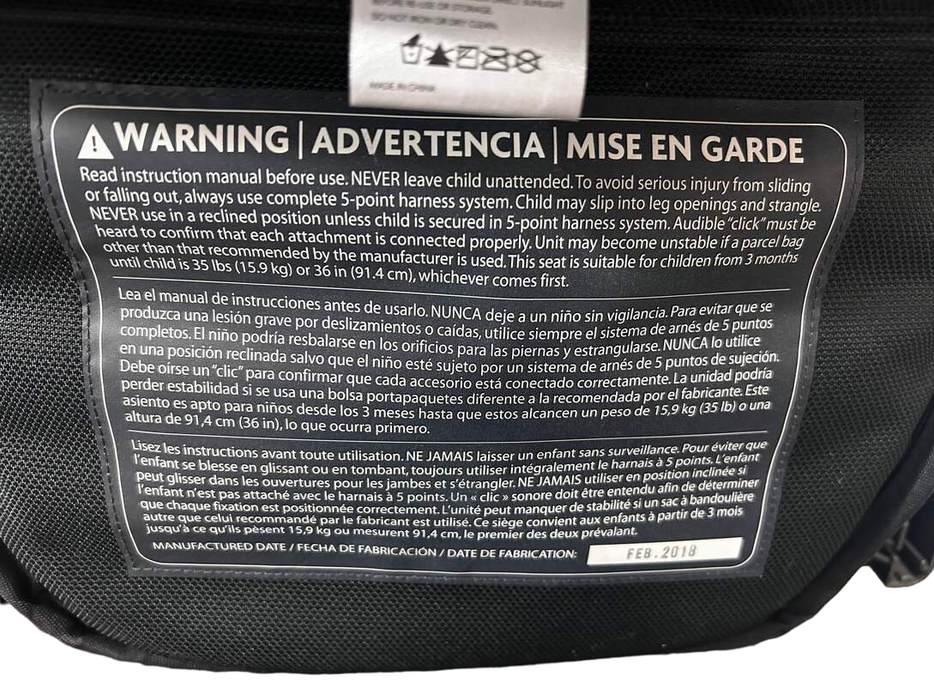 BEFORE RE-USE OR STORAGE.
DO NOT IRON OR DRY CLEAN.
MADE IN CHINA
WARNING | ADVERTENCIA | MISE EN GARDE
Read instruction manual before use. NEVER leave child unattended. To avoid serious injury from sliding
or falling out, always use complete 5-point harness system. Child may slip into leg openings and strangle.
NEVER use in a reclined position unless child is secured in 5-point harness system. Audible "click" must be
heard to confirm that each attachment is connected properly. Unit may become unstable if a parcel bag
other than that recommended by the manufacturer is used. This seat is suitable for children from 3 months
until child is 35 lbs (15.9 kg) or 36 in (91.4 cm), whichever comes first.
Lea el manual de instrucciones antes de usarlo. NUNCA deje a un niño sin vigilancia. Para evitar que se
produzca una lesión grave por deslizamientos o caídas, utilice siempre el sistema de arnés de 5 puntos
completos. El niño podría resbalarse en los orificios para las piernas y estrangularse. NUNCA lo utilice
en una posición reclinada salvo que el niño esté sujeto por un sistema de arnés de 5 puntos de sujeción.
Debe oírse un "clic" para confirmar que cada accesorio está conectado correctamente. La unidad podría
perder estabilidad si se usa una bolsa portapaquetes diferente a la recomendada por el fabricante. Este
asiento es apto para niños desde los 3 meses hasta que estos alcancen un peso de 15,9 kg (35 lb) o una
altura de 91,4 cm (36 in), lo que ocurra primero.
Lisez les instructions avant toute utilisation. NE JAMAIS laisser un enfant sans surveillance. Pour éviter que
l'enfant se blesse en glissant ou en tombant, toujours utiliser intégralement le harnais à 5 points. L'enfant
peut glisser dans les ouvertures pour les jambes et s'étrangler. NE JAMAIS utiliser en position inclinée si
l'enfant n'est pas attaché avec le harnais à 5 points. Un « clic » sonore doit être entendu afin de déterminer
que chaque fixation est positionnée correctement. L'unité peut manquer de stabilité si un sac à bandoulière
autre que celui recommandé par le fabricant est utilisé. Ce siège convient aux enfants à partir de 3 mois
jusqu'à ce qu'ils pèsent 15,9 kg ou mesurent 91,4 cm, le premier des deux prévalant.
MANUFACTURED DATE / FECHA DE FABRICACIÓN / DATE DE FABRICATION: FEB. 2018